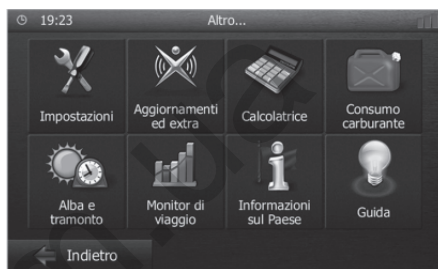 19:23
Altro...
Impostazioni
Aggiornamenti
ed extra
Calcolatrice
Consumo
carburante
Alba e
tramonto
Monitor di
viaggio
Informazioni
sul Paese
Guida
Indietro